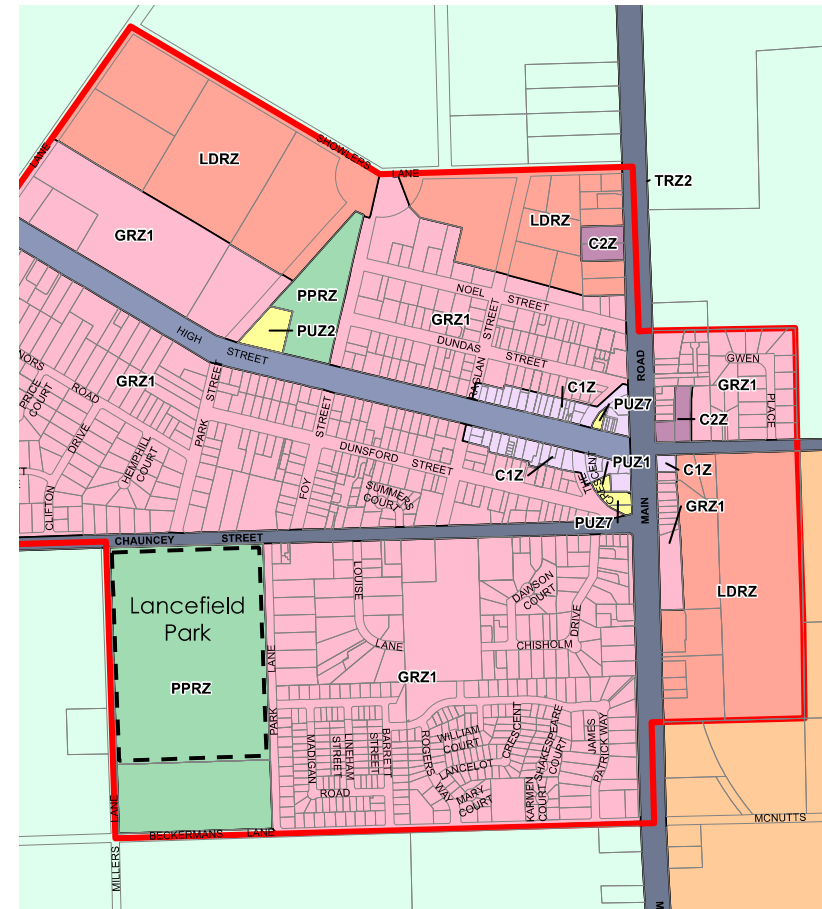 SHOWLERS
LANE
LANE
LDRZ
TRZ2
LDRZ
C2Z
GRZ1
PPRZ
NOEL
STREET
PUZ2
GRZ1
STREET
DUNDAS
STREET
HIGH
STREET
ROAD
GWEN
GRZ1
PLACE
RAGLAN
C1Z
PUZ7
C2Z
GRZ1
ROAD
PRICE
COURT
STREET
PARK
STREET
DUNSFORD
STREET
C1Z
THE
CRESCENT
PUZ1
C1Z
DRIVE
HEMPHILL
COURT
CLIFTON
FOY
SUMMERS
COURT
PUZ7
MAIN
GRZ1
CHAUNCEY
STREET
LDRZ
Lancefield
Park
PPRZ
LOUISE
LANE
DAWSON
COURT
DRIVE
CHISHOLM
LANE
PARK
GRZ1
MADIGAN
STREET
LINEHAM
STREET
BARRETT
ROAD
ROGERS
WAY
WILLIAM
COURT
LANCELOT
CRESCENT
MARY
COURT
KARMEN
COURT
SHAKESPEARE
COURT
JAMES
PATRICK WAY
LANE
BECKERMANS
LANE
MILLERS
MCNUTTS